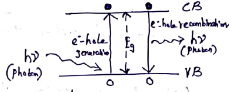 CB
e⁻-hole recombination
e⁻-hole
generation
Eg
hν
(photon)
hν
(Photon)
VB